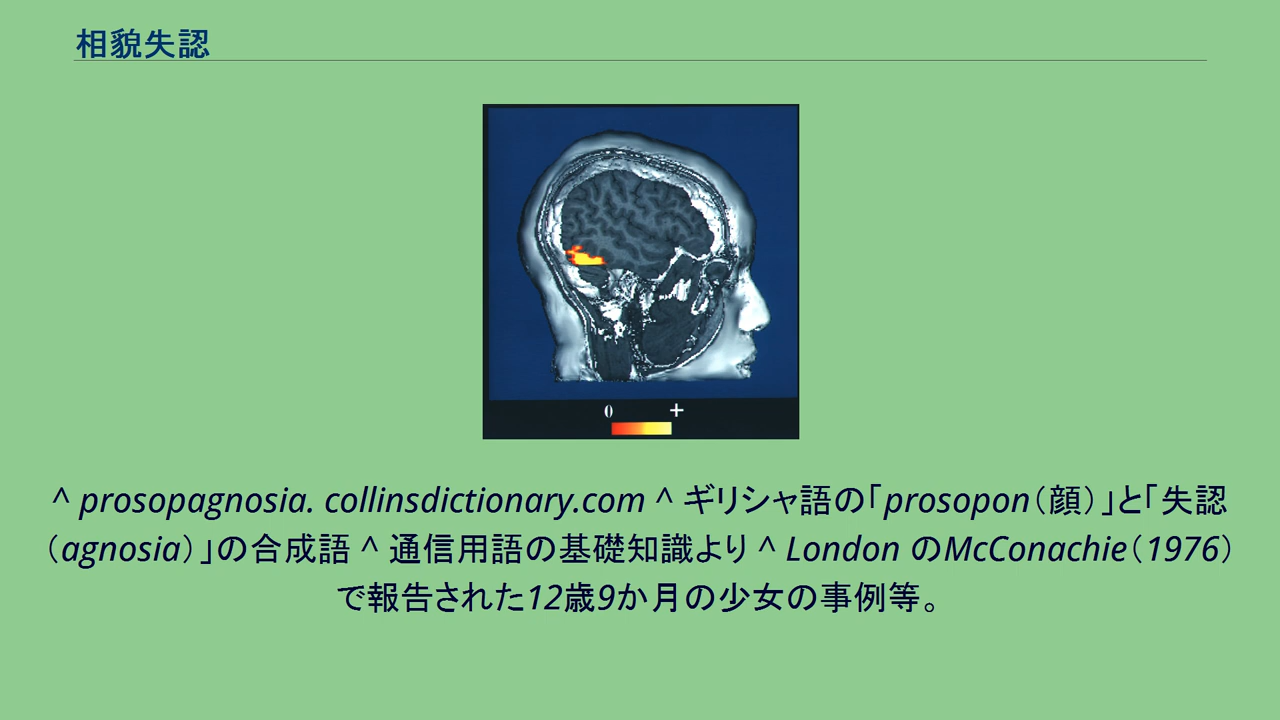 相貌失認
0 +
^ prosopagnosia. collinsdictionary.com ^ ギリシャ語の「prosopon（顔）」と「失認
（agnosia）」の合成語 ^ 通信用語の基礎知識より ^ London のMcConachie（1976）
で報告された12歳9か月の少女の事例等。